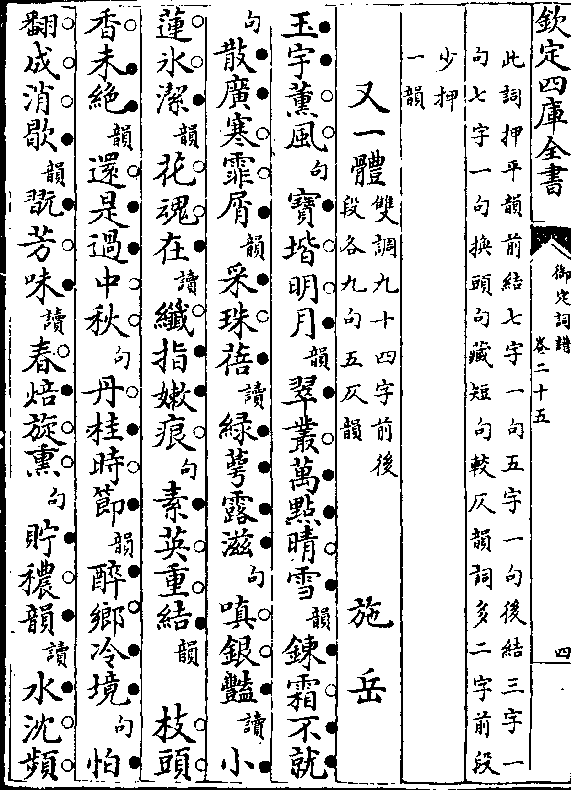 欽定四庫全書
御定詞譜
卷二十五
四
此詞押平韻前結七字一句五字一句後結三字一
句七字一句換頭句藏短句較仄韻詞多二字前段
少押
一韻
又一體
雙調九十四字前後
段各九句五仄韻
施岳
玉宇薰風句寶堦明月韻翠叢萬點晴雪韻鍊霜不就
句散廣寒霏屑韻采珠蓓讀綠萼露滋句嗔銀艷讀小
蓮氷潔韻花魂在讀纖指嫩痕句素英重結韻 枝頭
香未絕韻還是過中秋句丹桂時節韻醉鄉冷境句怕
翻成消歇韻翫芳味讀春焙旋熏句貯穠韻讀水沈頻